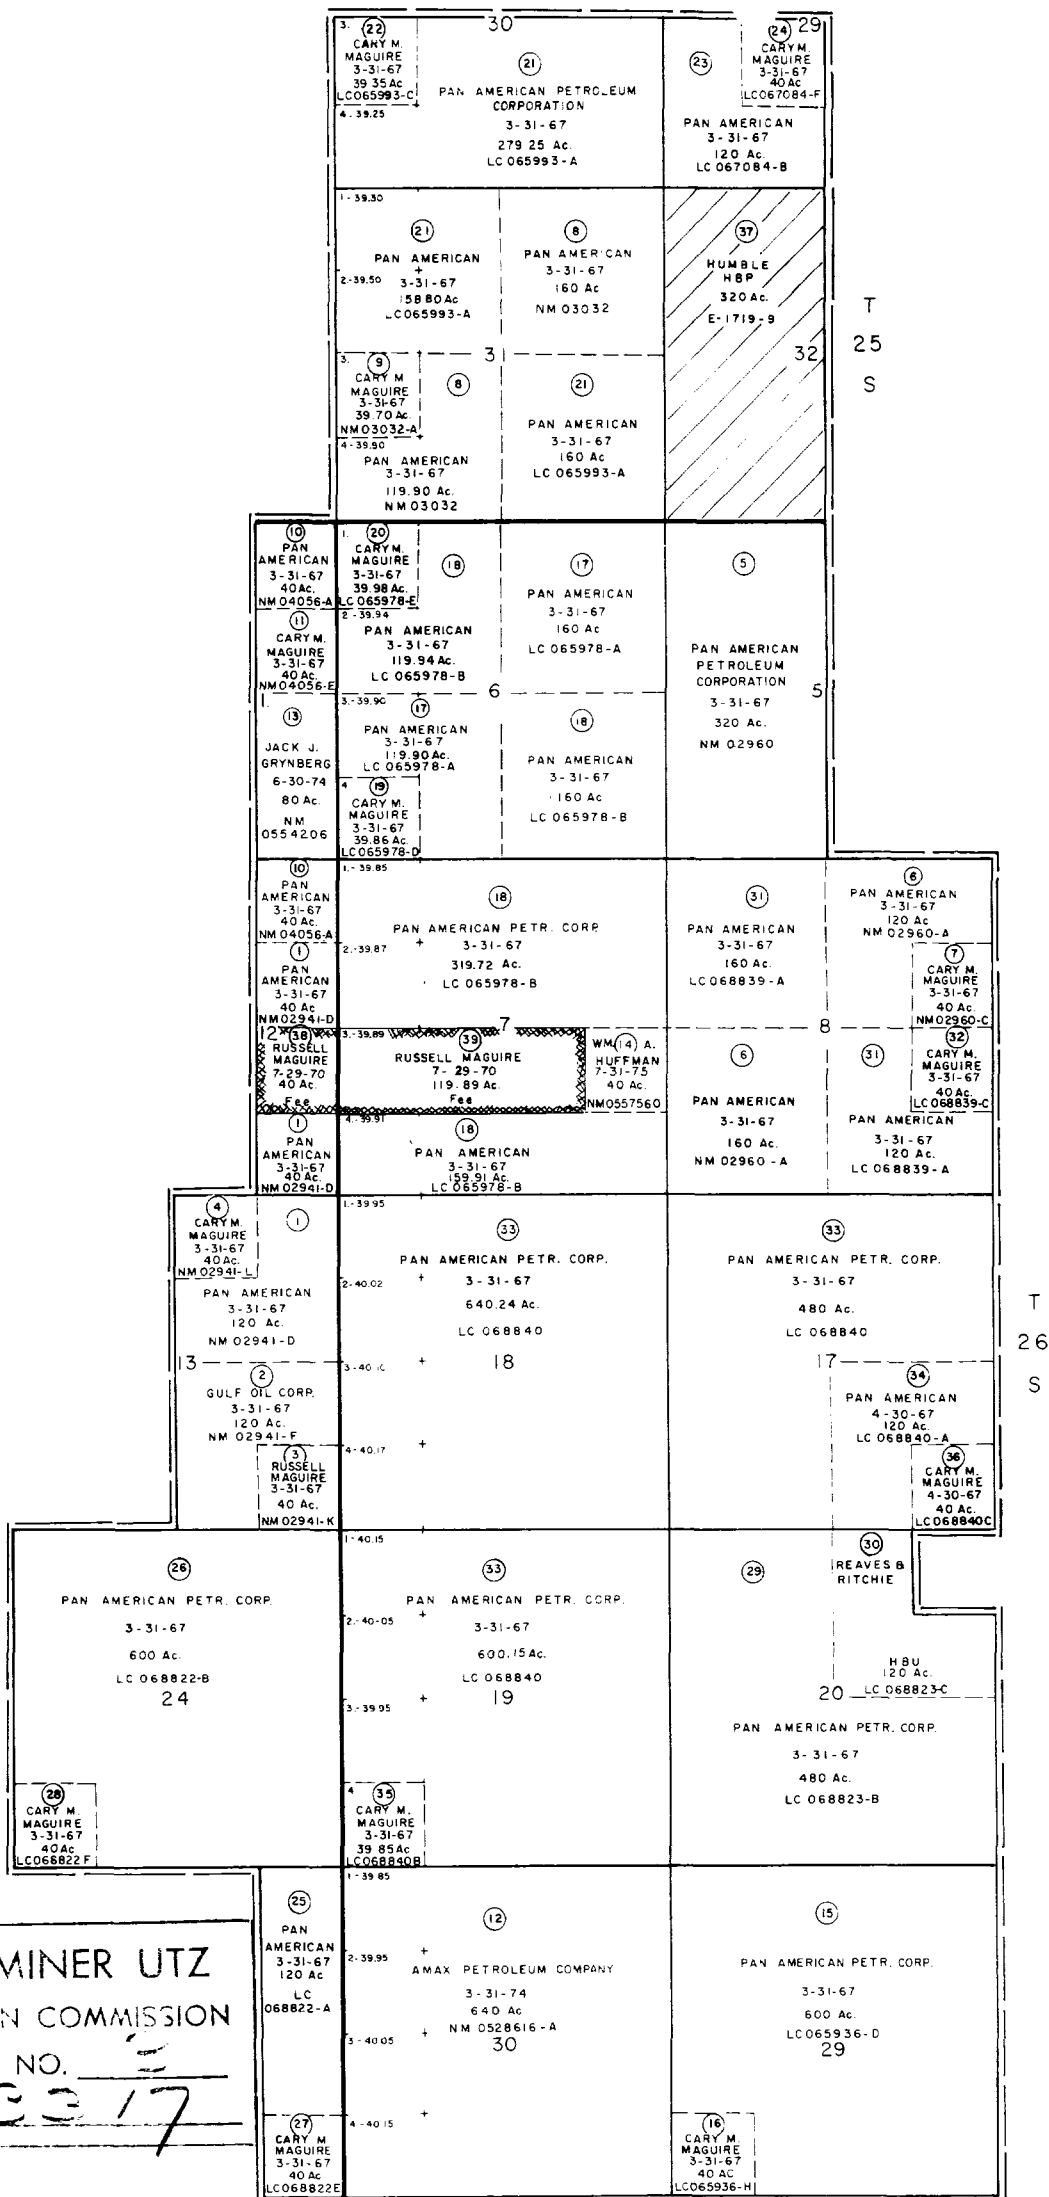 30
29
3.
22
CARY M.
MAGUIRE
3-31-67
39 35 Ac
LC065993-C
4. 39.25
21
PAN AMERICAN PETROLEUM
CORPORATION
3-31-67
279 25 Ac.
LC 065993-A
23
PAN AMERICAN
3-31-67
120 Ac.
LC 067084-B
24
CARY M.
MAGUIRE
3-31-67
40 Ac
LC067084-F
1-39.30
21
PAN AMERICAN
2-39.50
3-31-67
158 80 Ac
LC065993-A
8
PAN AMERICAN
3-31-67
160 Ac
NM 03032
37
HUMBLE
HBP
320 Ac.
E-1719-9
32
T
25
S
3
3.
9
CARY M
MAGUIRE
3-31-67
39.70 Ac.
NM03032-A
4-39.90
8
PAN AMERICAN
3-31-67
119.90 Ac.
NM 03032
21
PAN AMERICAN
3-31-67
160 Ac
LC 065993-A
10
PAN
AMERICAN
3-31-67
40 Ac.
NM04056-A
1.
20
CARY M.
MAGUIRE
3-31-67
39.98 Ac.
LC 065978-E
2-39.94
18
PAN AMERICAN
3-31-67
119.94 Ac.
LC 065978-B
17
PAN AMERICAN
3-31-67
160 Ac
LC 065978-A
5
PAN AMERICAN
PETROLEUM
CORPORATION
3-31-67
320 Ac.
NM 02960
5
11
CARY M.
MAGUIRE
3-31-67
40 Ac.
NM04056-E
6
1.
13
JACK J.
GRYNBERG
6-30-74
80 Ac.
NM
0554206
3.-39.90
17
PAN AMERICAN
3-31-67
119.90 Ac.
LC 065978-A
4
19
CARY M.
MAGUIRE
3-31-67
39.86 Ac.
LC065978-D
18
PAN AMERICAN
3-31-67
160 Ac
LC 065978-B
10
PAN
AMERICAN
3-31-67
40 Ac.
NM04056-A
1.-39.85
18
PAN AMERICAN PETR. CORP
2.-39.87
3-31-67
319.72 Ac.
LC 065978-B
31
PAN AMERICAN
3-31-67
160 Ac.
LC068839-A
6
PAN AMERICAN
3-31-67
120 Ac
NM 02960-A
7
CARY M.
MAGUIRE
3-31-67
40 Ac.
NM02960-C
1
PAN
AMERICAN
3-31-67
40 Ac
NM02941-D
7
8
12
38
RUSSELL
MAGUIRE
7-29-70
40 Ac.
Fee
3.-39.89
39
RUSSELL MAGUIRE
7-29-70
119.89 Ac.
Fee
WM. 14 A.
HUFFMAN
7-31-75
40 Ac.
NM0557560
6
PAN AMERICAN
3-31-67
160 Ac.
NM 02960-A
31
PAN AMERICAN
3-31-67
120 Ac.
LC 068839-A
32
CARY M.
MAGUIRE
3-31-67
40 Ac.
LC068839-C
1
PAN
AMERICAN
3-31-67
40 Ac.
NM02941-D
4.-39.91
18
PAN AMERICAN
3-31-67
159.91 Ac.
LC 065978-B
4
CARY M.
MAGUIRE
3-31-67
40 Ac.
NM 02941-L
1
PAN AMERICAN
3-31-67
120 Ac.
NM 02941-D
1-39.95
33
PAN AMERICAN PETR. CORP.
2-40.02
3-31-67
640.24 Ac.
LC 068840
18
33
PAN AMERICAN PETR. CORP.
3-31-67
480 Ac.
LC 068840
17
T
26
S
13
2
GULF OIL CORP.
3-31-67
120 Ac.
NM 02941-F
3
RUSSELL
MAGUIRE
3-31-67
40 Ac.
NM 02941-K
4-40.17
34
PAN AMERICAN
4-30-67
120 Ac.
LC 068840-A
36
CARY M.
MAGUIRE
4-30-67
40 Ac.
LC068840C
26
PAN AMERICAN PETR. CORP.
3-31-67
600 Ac.
LC 068822-B
24
1-40.15
33
PAN AMERICAN PETR. CORP.
2.-40-05
3-31-67
600.15 Ac.
LC 068840
19
3.-39.95
29
30
REAVES &
RITCHIE
HBU
120 Ac.
LC 068823-C
20
PAN AMERICAN PETR. CORP.
3-31-67
480 Ac.
LC 068823-B
28
CARY M.
MAGUIRE
3-31-67
40 Ac
LC068822 F
4
35
CARY M.
MAGUIRE
3-31-67
39 85 Ac
LC068840B
25
PAN
AMERICAN
3-31-67
120 Ac
LC
068822-A
1-39 85
12
2-39.95
AMAX PETROLEUM COMPANY
3-31-74
640 Ac
NM 0528616-A
3-40.05
30
4-40.15
15
PAN AMERICAN PETR. CORP.
3-31-67
600 Ac.
LC065936-D
29
27
CARY M
MAGUIRE
3-31-67
40 Ac
LC068822E
16
CARY M.
MAGUIRE
3-31-67
40 AC
LC065936-H
MINER UTZ
N COMMISSION
NO. 2
3317